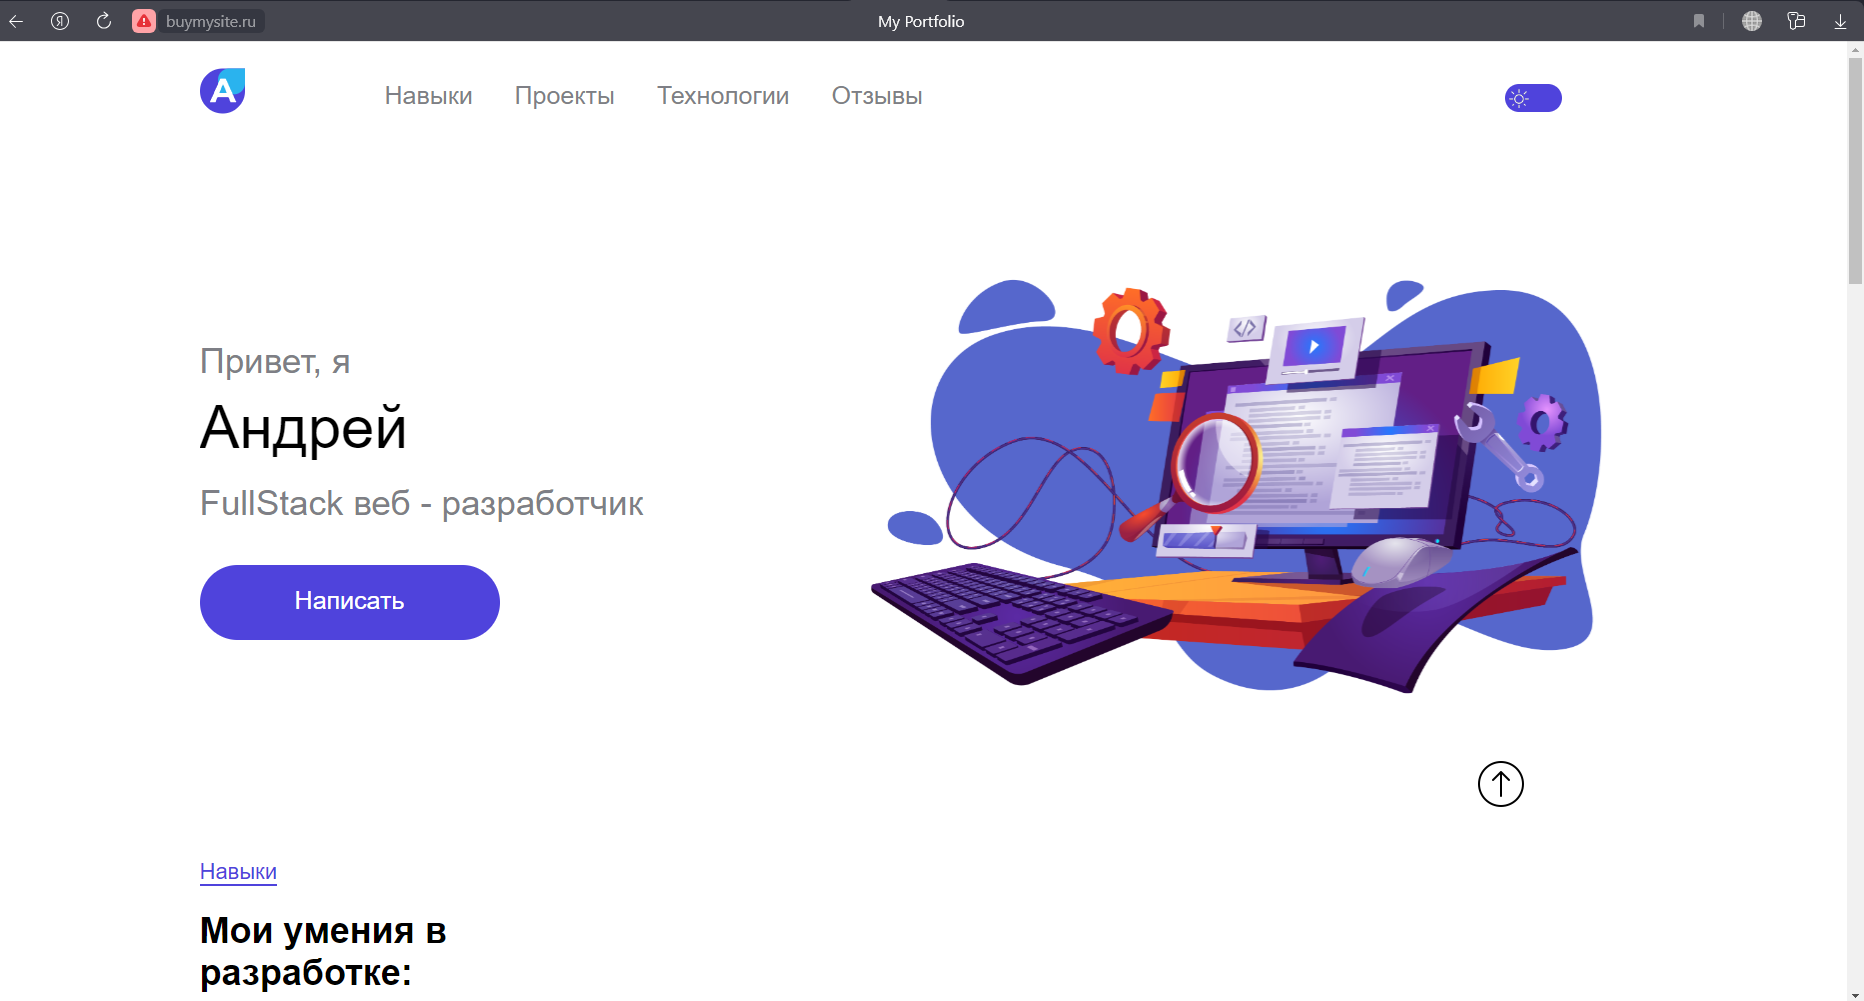 buymysite.ru
My Portfolio
A
Навыки Проекты Технологии Отзывы
Привет, я
Андрей
FullStack веб - разработчик
Написать
</>
Навыки
Мои умения в
разработке: